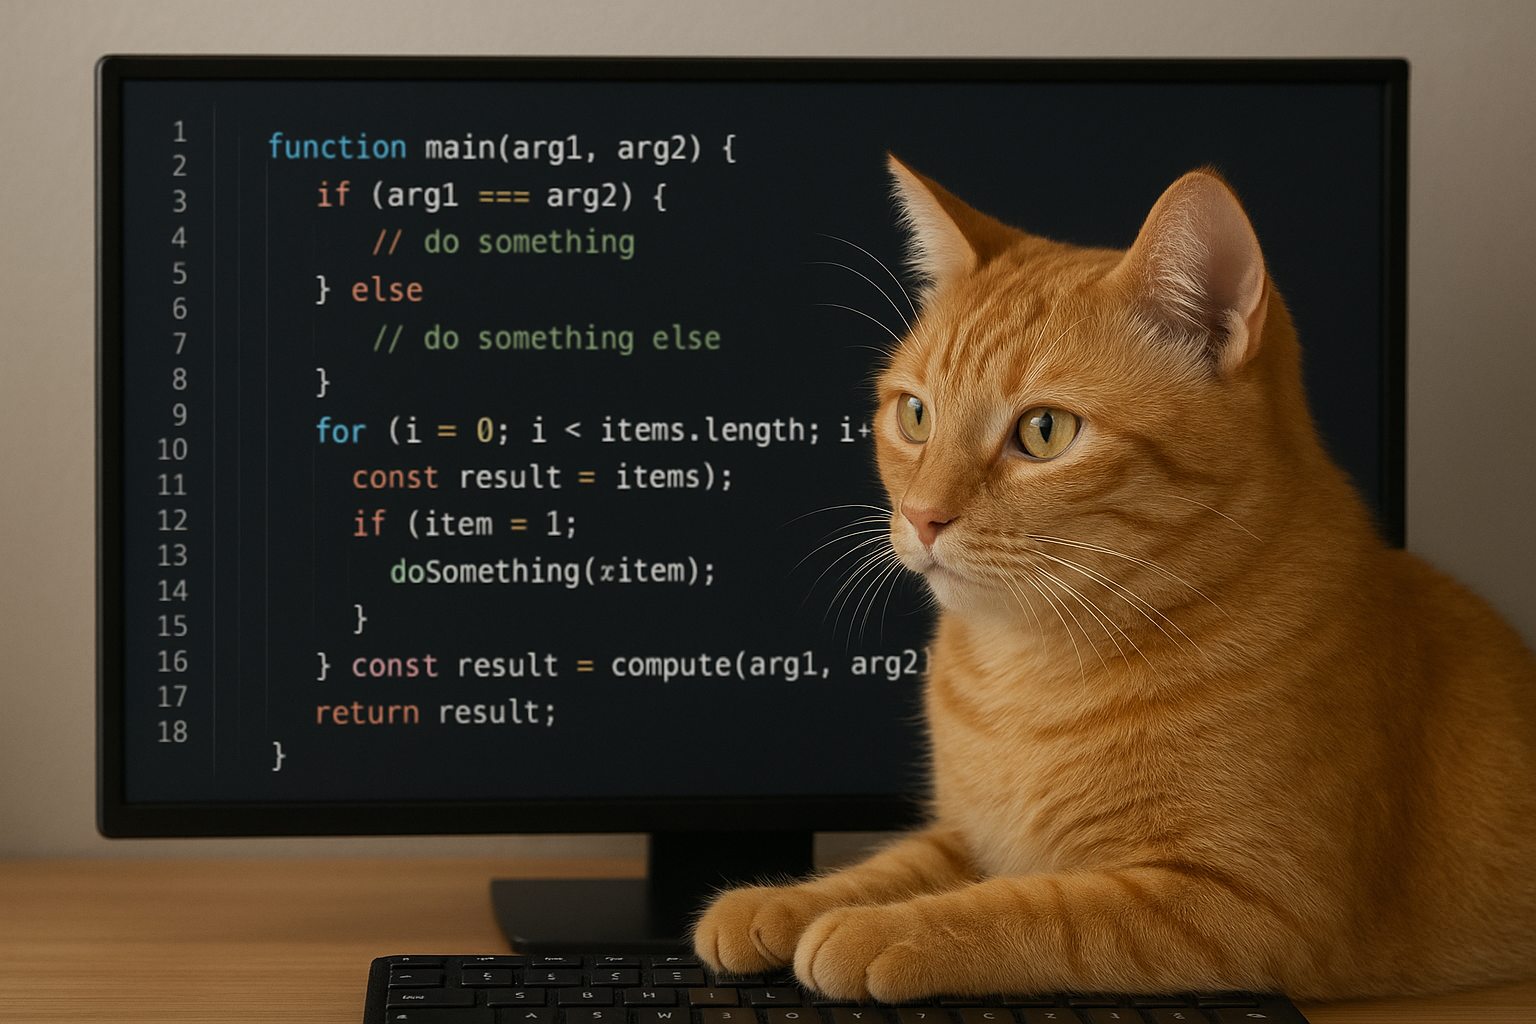 1
2
3
4
5
6
7
8
9
10
11
12
13
14
15
16
17
18
function main(arg1, arg2) {
if (arg1 === arg2) {
// do something
} else
// do something else
}
for (i = 0; i < items.length; i+
const result = items);
if (item = 1;
doSomething(xitem);
}
} const result = compute(arg1, arg2)
return result;
}
S B H I L
A S W 3 O Y 7 C Z